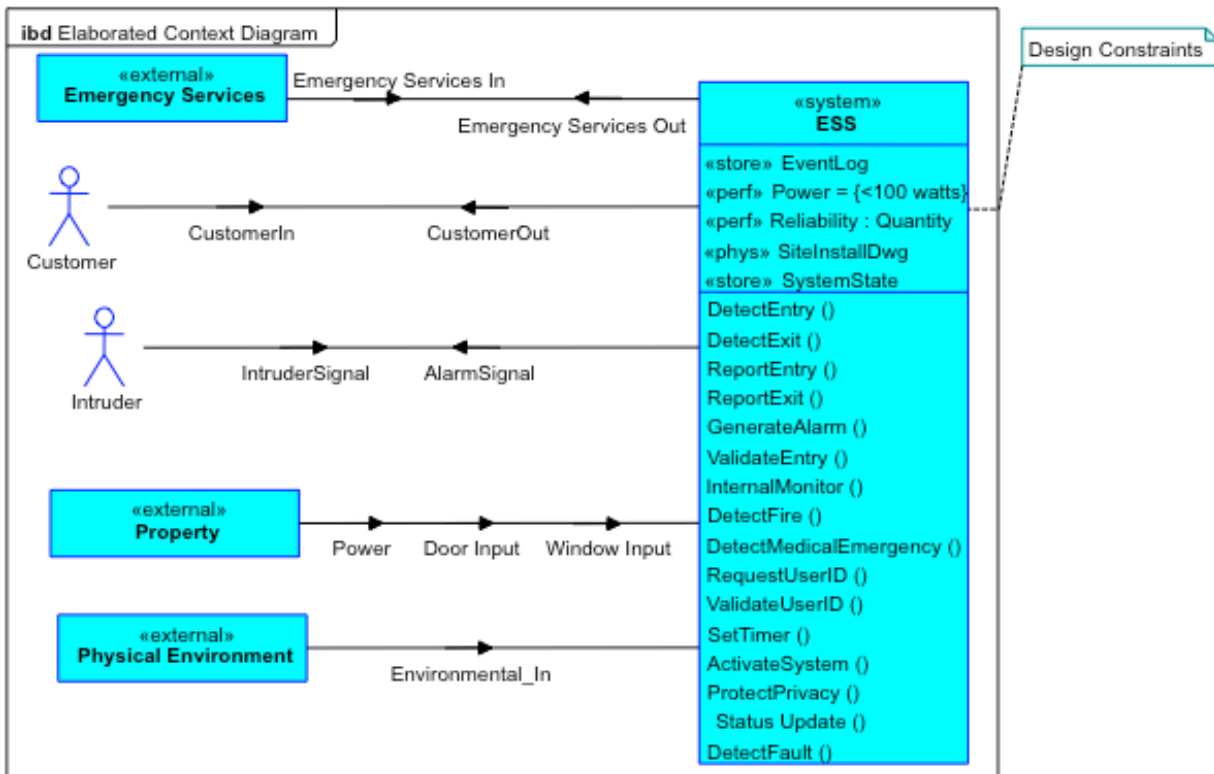 ibd Elaborated Context Diagram
Design Constraints
«external»
Emergency Services
Emergency Services In
Emergency Services Out
«system»
ESS
«store» EventLog
«perf» Power = {<100 watts}
«perf» Reliability : Quantity
«phys» SiteInstallDwg
«store» SystemState
Customer
CustomerIn
CustomerOut
Intruder
IntruderSignal
AlarmSignal
DetectEntry ()
DetectExit ()
ReportEntry ()
ReportExit ()
GenerateAlarm ()
ValidateEntry ()
InternalMonitor ()
DetectFire ()
DetectMedicalEmergency ()
RequestUserID ()
ValidateUserID ()
SetTimer ()
ActivateSystem ()
ProtectPrivacy ()
Status Update ()
DetectFault ()
«external»
Property
Power
Door Input
Window Input
«external»
Physical Environment
Environmental_In